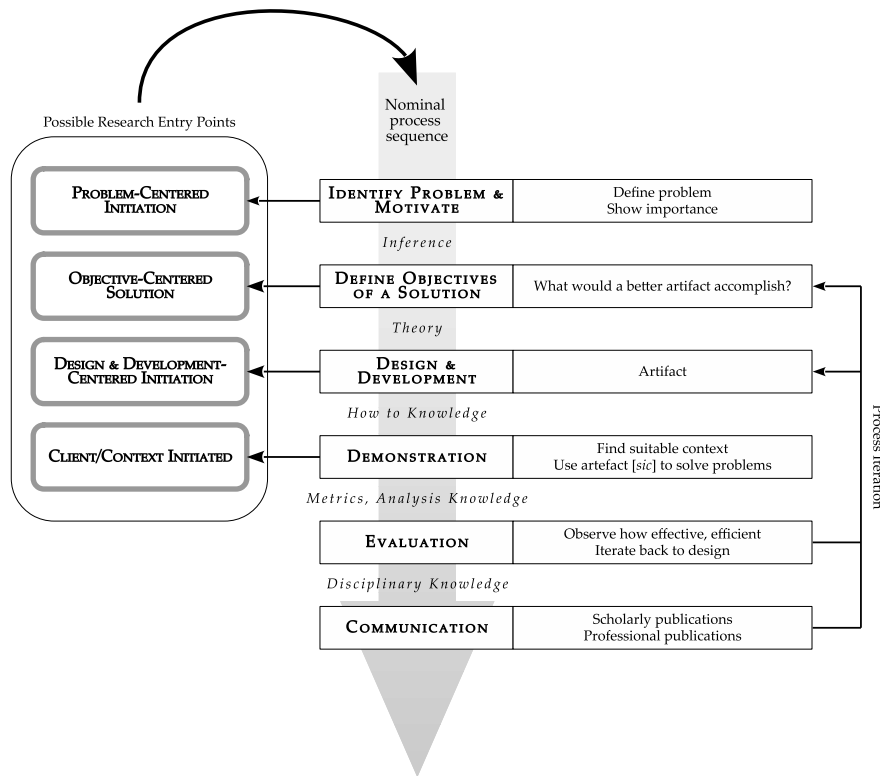 Nominal
process
sequence
Possible Research Entry Points
PROBLEM-CENTERED
INITIATION
IDENTIFY PROBLEM &
MOTIVATE
Define problem
Show importance
Inference
OBJECTIVE-CENTERED
SOLUTION
DEFINE OBJECTIVES
OF A SOLUTION
What would a better artifact accomplish?
Theory
DESIGN & DEVELOPMENT-
CENTERED INITIATION
DESIGN &
DEVELOPMENT
Artifact
How to Knowledge
CLIENT/CONTEXT INITIATED
DEMONSTRATION
Find suitable context
Use artefact [sic] to solve problems
Metrics, Analysis Knowledge
EVALUATION
Observe how effective, efficient
Iterate back to design
Disciplinary Knowledge
COMMUNICATION
Scholarly publications
Professional publications
Process Iteration